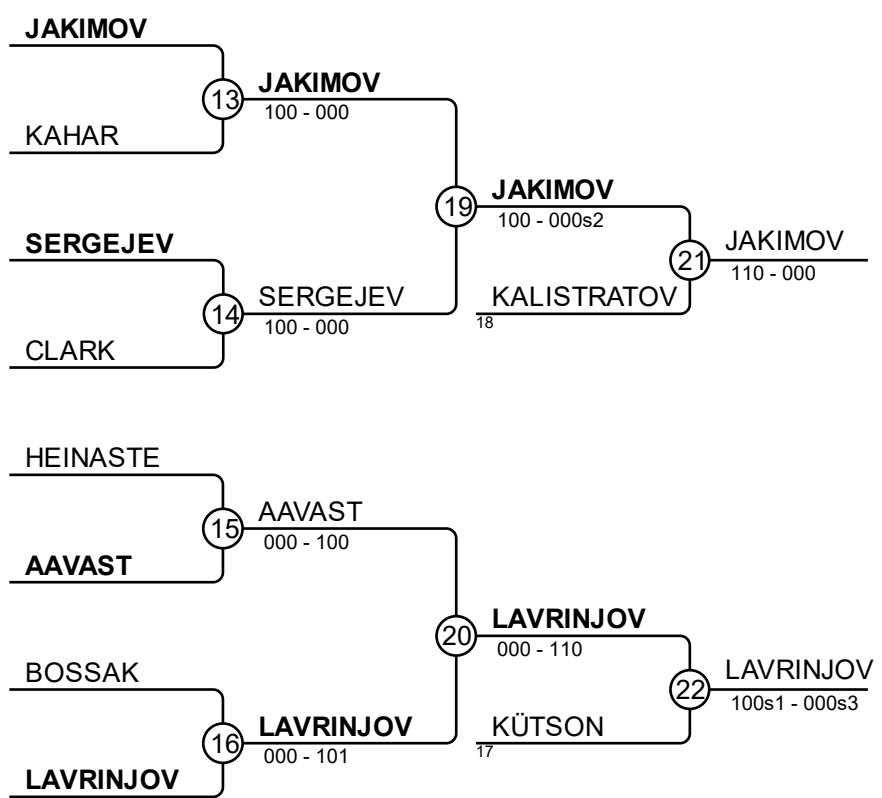 JAKIMOV
13
JAKIMOV
100 - 000
KAHAR
19
JAKIMOV
100 - 000s2
SERGEJEV
14
SERGEJEV
100 - 000
CLARK
21
JAKIMOV
110 - 000
KALISTRATOV
18
HEINASTE
15
AAVAST
000 - 100
AAVAST
20
LAVRINJOV
000 - 110
BOSSAK
16
LAVRINJOV
000 - 101
LAVRINJOV
22
LAVRINJOV
100s1 - 000s3
KÜTSON
17